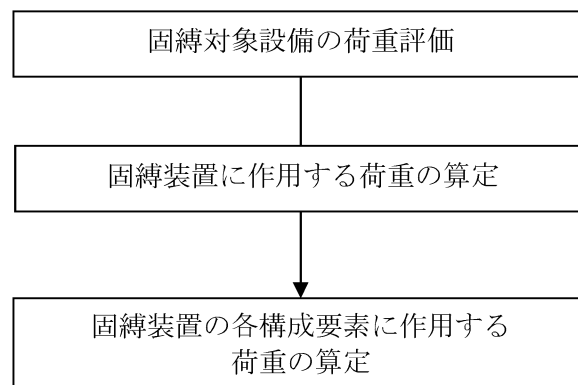 固縛対象設備の荷重評価
固縛装置に作用する荷重の算定
固縛装置の各構成要素に作用する
荷重の算定